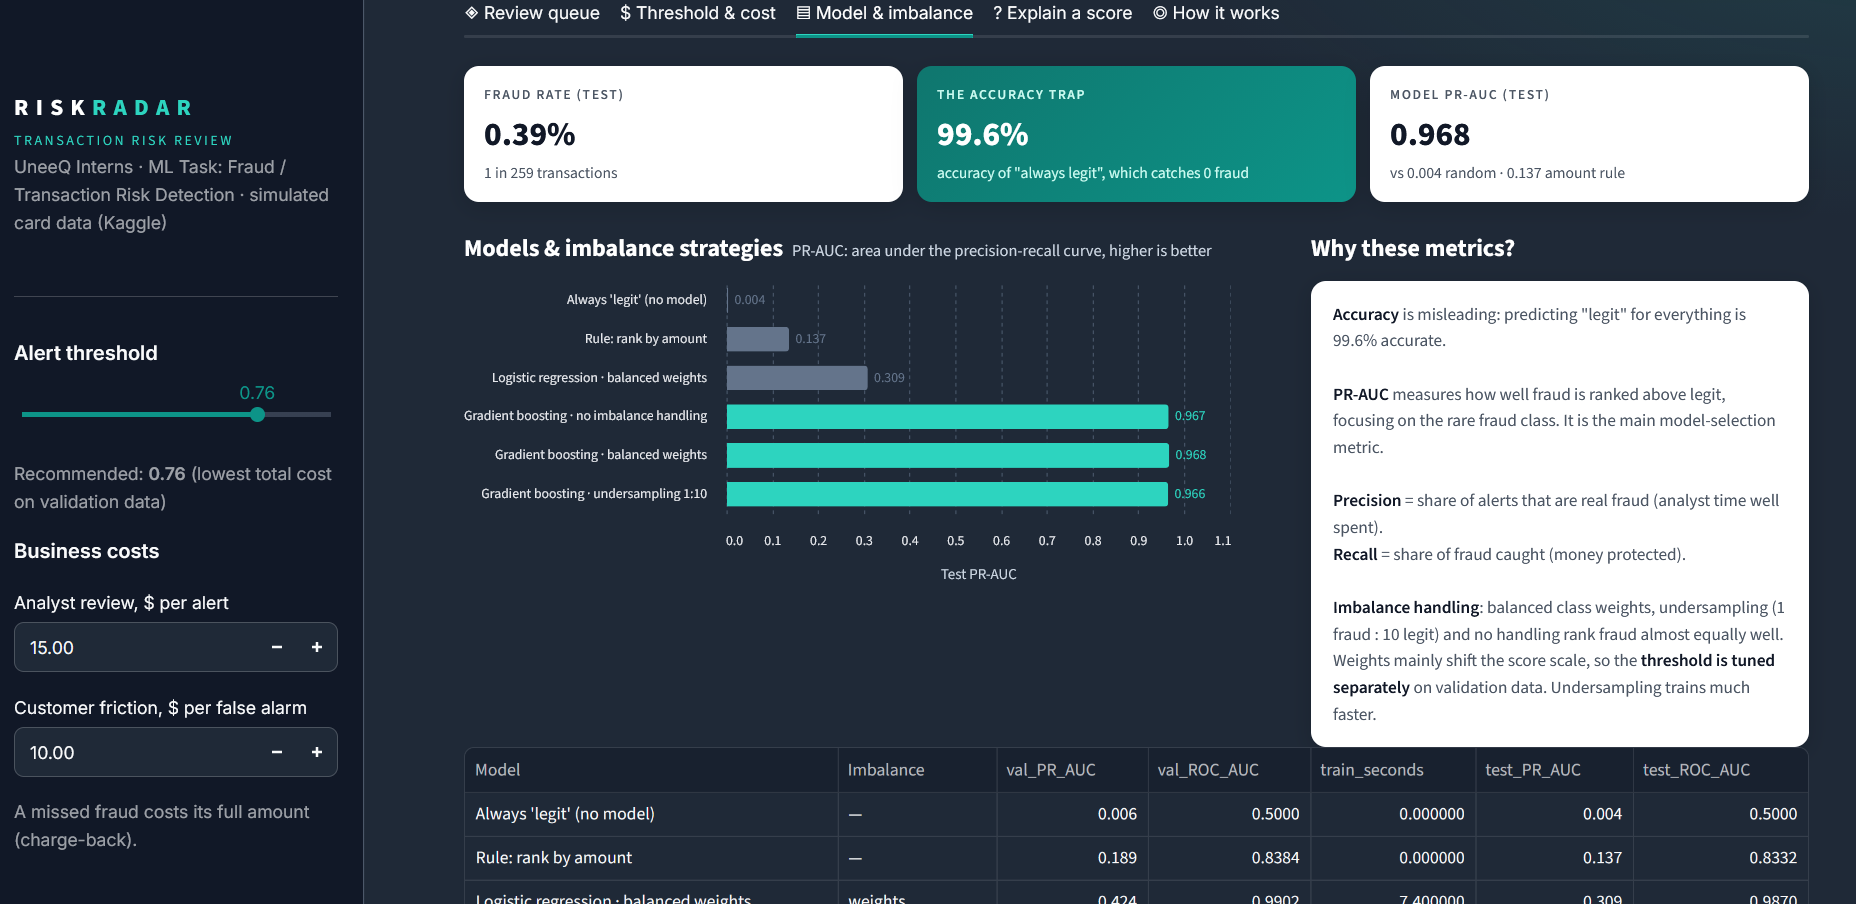 ◈ Review queue $ Threshold & cost ▤ Model & imbalance ? Explain a score ◎ How it works
RISKRADAR
TRANSACTION RISK REVIEW
UneeQ Interns · ML Task: Fraud /
Transaction Risk Detection · simulated
card data (Kaggle)
Alert threshold
0.76
Recommended: 0.76 (lowest total cost
on validation data)
Business costs
Analyst review, $ per alert
15.00 − +
Customer friction, $ per false alarm
10.00 − +
A missed fraud costs its full amount
(charge-back).
FRAUD RATE (TEST)
0.39%
1 in 259 transactions
THE ACCURACY TRAP
99.6%
accuracy of "always legit", which catches 0 fraud
MODEL PR-AUC (TEST)
0.968
vs 0.004 random · 0.137 amount rule
Models & imbalance strategies PR-AUC: area under the precision-recall curve, higher is better
Always 'legit' (no model) 0.004
Rule: rank by amount 0.137
Logistic regression · balanced weights 0.309
Gradient boosting · no imbalance handling 0.967
Gradient boosting · balanced weights 0.968
Gradient boosting · undersampling 1:10 0.966
0.0 0.1 0.2 0.3 0.4 0.5 0.6 0.7 0.8 0.9 1.0 1.1
Test PR-AUC
Why these metrics?
Accuracy is misleading: predicting "legit" for everything is
99.6% accurate.
PR-AUC measures how well fraud is ranked above legit,
focusing on the rare fraud class. It is the main model-selection
metric.
Precision = share of alerts that are real fraud (analyst time well
spent).
Recall = share of fraud caught (money protected).
Imbalance handling: balanced class weights, undersampling (1
fraud : 10 legit) and no handling rank fraud almost equally well.
Weights mainly shift the score scale, so the threshold is tuned
separately on validation data. Undersampling trains much
faster.
Model Imbalance val_PR_AUC val_ROC_AUC train_seconds test_PR_AUC test_ROC_AUC
Always 'legit' (no model) — 0.006 0.5000 0.000000 0.004 0.5000
Rule: rank by amount — 0.189 0.8384 0.000000 0.137 0.8332
Logistic regression · balanced weights weights 0.424 0.9902 7.400000 0.309 0.9870